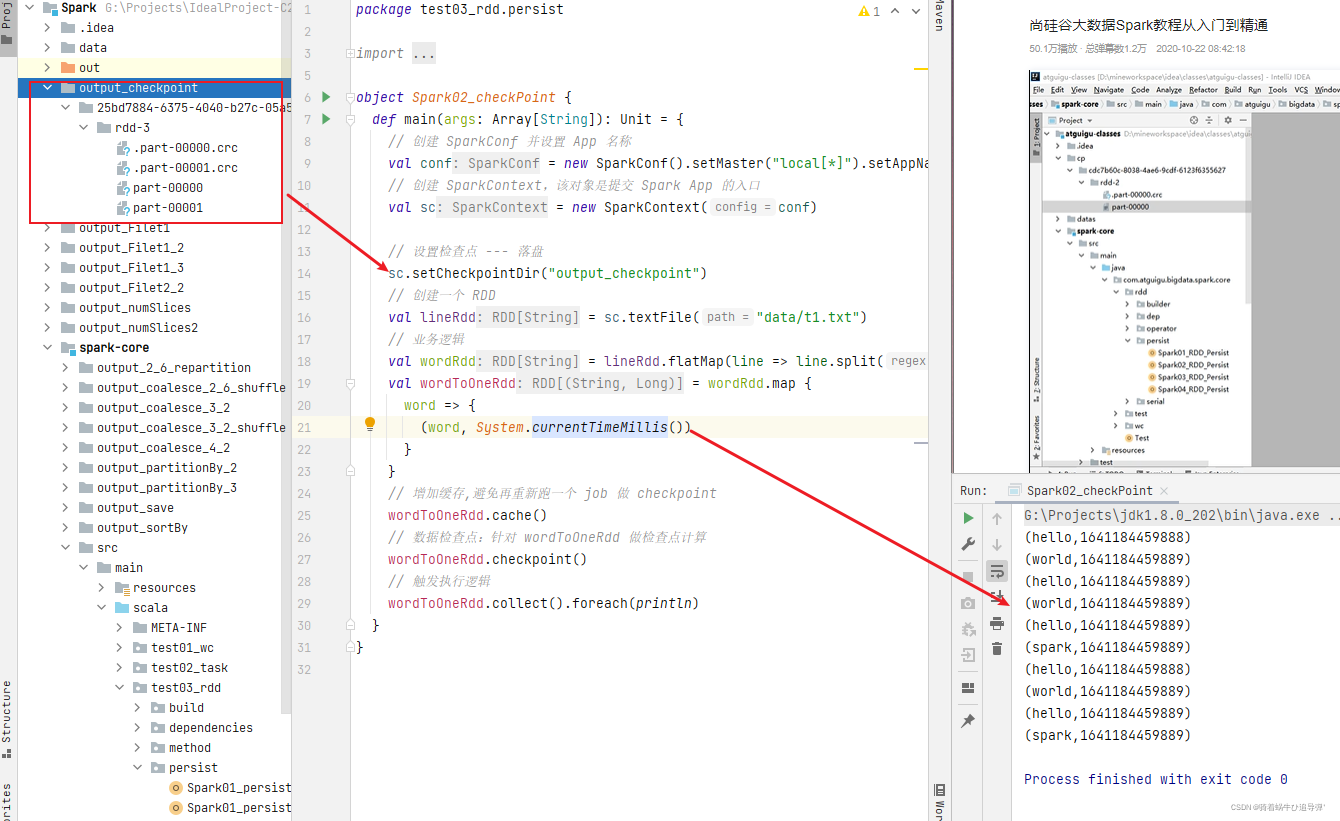 Proj
Spark G:\Spark\IdealProject-C2
.idea
data
out
output_checkpoint
25bd7884-6375-4040-b27c-05a5
rdd-3
.part-00000.crc
.part-00001.crc
part-00000
part-00001
output_Filet1
output_Filet1_2
output_Filet1_3
output_Filet2_2
output_numSlices
output_numSlices2
spark-core
output_2_6_repartition
output_coalesce_2_6_shuffle
output_coalesce_3_2
output_coalesce_3_2_shuffle
output_coalesce_4_2
output_partitionBy_2
output_partitionBy_3
output_save
output_sortBy
src
main
resources
scala
META-INF
test01_wc
test02_task
test03_rdd
build
dependencies
method
persist
Spark01_persist
Spark01_persist
Structure
orites
1 package test03_rdd.persist
2
3 import ...
5
6 object Spark02_checkPoint {
7 def main(args: Array[String]): Unit = {
8 // 创建 SparkConf 并设置 App 名称
9 val conf: SparkConf = new SparkConf().setMaster("local[*]").setAppNa
10 // 创建 SparkContext，该对象是提交 Spark App 的入口
11 val sc: SparkContext = new SparkContext( config = conf)
12
13 // 设置检查点 --- 落盘
14 sc.setCheckpointDir("output_checkpoint")
15 // 创建一个 RDD
16 val lineRdd: RDD[String] = sc.textFile( path = "data/t1.txt")
17 // 业务逻辑
18 val wordRdd: RDD[String] = lineRdd.flatMap(line => line.split( regex
19 val wordToOneRdd: RDD[(String, Long)] = wordRdd.map {
20 word => {
21 (word, System.currentTimeMillis())
22 }
23 }
24 // 增加缓存,避免再重新跑一个 job 做 checkpoint
25 wordToOneRdd.cache()
26 // 数据检查点：针对 wordToOneRdd 做检查点计算
27 wordToOneRdd.checkpoint()
28 // 触发执行逻辑
29 wordToOneRdd.collect().foreach(println)
30 }
31 }
32
1
Maven
Wor
尚硅谷大数据Spark教程从入门到精通
50.1万播放 · 总弹幕数1.2万 2020-10-22 08:42:18
atguigu-classes [D:\mineworkspace\idea\classes\atguigu-classes] - IntelliJ IDEA
File Edit View Navigate Code Analyze Refactor Build Run Tools VCS Window
sses spark-core src main java com atguigu bigdata sp
1: Project
Project
atguigu-classes D:\mineworkspace\idea\classes\atguigu-
.idea
cp
cdc7b60c-8038-4ae6-9cdf-6123f6355627
rdd-2
.part-00000.crc
part-00000
datas
spark-core
src
main
java
com.atguigu.bigdata.spark.core
rdd
builder
dep
operator
persist
Spark01_RDD_Persist
Spark02_RDD_Persist
Spark03_RDD_Persist
Spark04_RDD_Persist
serial
test
wc
Test
resources
test
2: Structure
2: Favorites
Run: Spark02_checkPoint
G:\Projects\jdk1.8.0_202\bin\java.exe ..
(hello,1641184459888)
(world,1641184459889)
(hello,1641184459889)
(world,1641184459889)
(hello,1641184459889)
(spark,1641184459889)
(hello,1641184459889)
(world,1641184459889)
(hello,1641184459889)
(spark,1641184459889)
Process finished with exit code 0